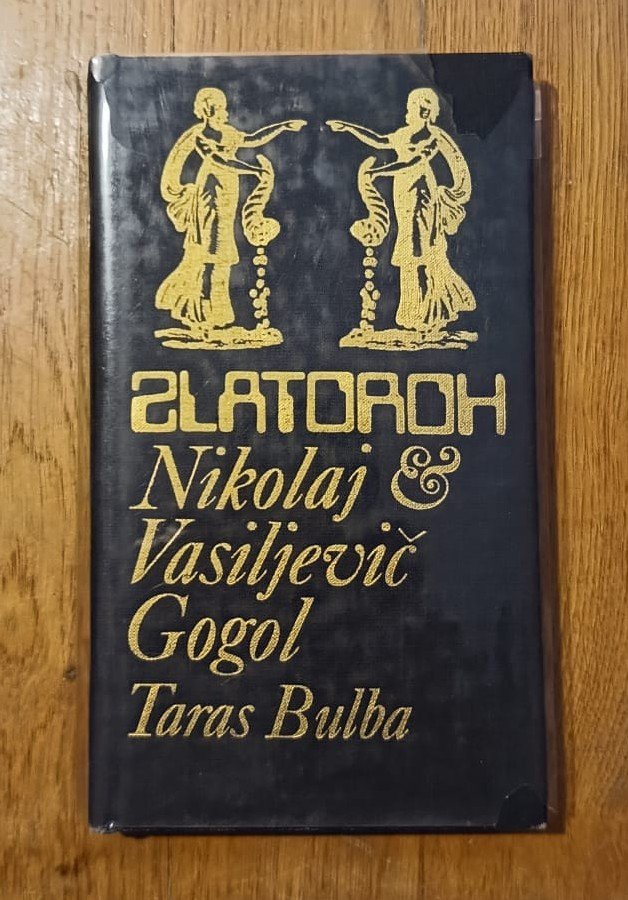 ZLATOROH
Nikolaj &
Vasiljevič
Gogol
Taras Bulba